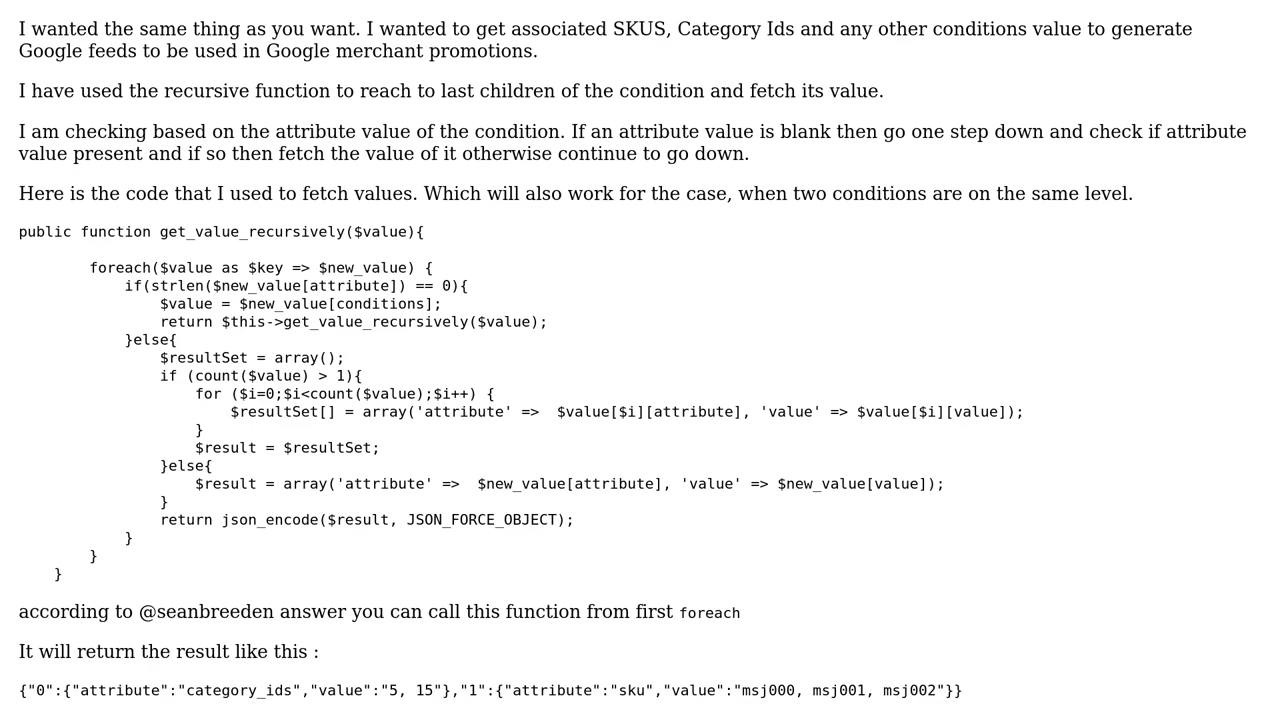 I wanted the same thing as you want. I wanted to get associated SKUS, Category Ids and any other conditions value to generate
Google feeds to be used in Google merchant promotions.
I have used the recursive function to reach to last children of the condition and fetch its value.
I am checking based on the attribute value of the condition. If an attribute value is blank then go one step down and check if attribute
value present and if so then fetch the value of it otherwise continue to go down.
Here is the code that I used to fetch values. Which will also work for the case, when two conditions are on the same level.
public function get_value_recursively($value){
        foreach($value as $key => $new_value) {
            if(strlen($new_value[attribute]) == 0){
                $value = $new_value[conditions];
                return $this->get_value_recursively($value);
            }else{
                $resultSet = array();
                if (count($value) > 1){
                    for ($i=0;$i<count($value);$i++) {
                        $resultSet[] = array('attribute' =>  $value[$i][attribute], 'value' => $value[$i][value]);
                    }
                    $result = $resultSet;
                }else{
                    $result = array('attribute' =>  $new_value[attribute], 'value' => $new_value[value]);
                }
                return json_encode($result, JSON_FORCE_OBJECT);
            }
        }
    }
according to @seanbreeden answer you can call this function from first foreach
It will return the result like this :
{"0":{"attribute":"category_ids","value":"5, 15"},"1":{"attribute":"sku","value":"msj000, msj001, msj002"}}